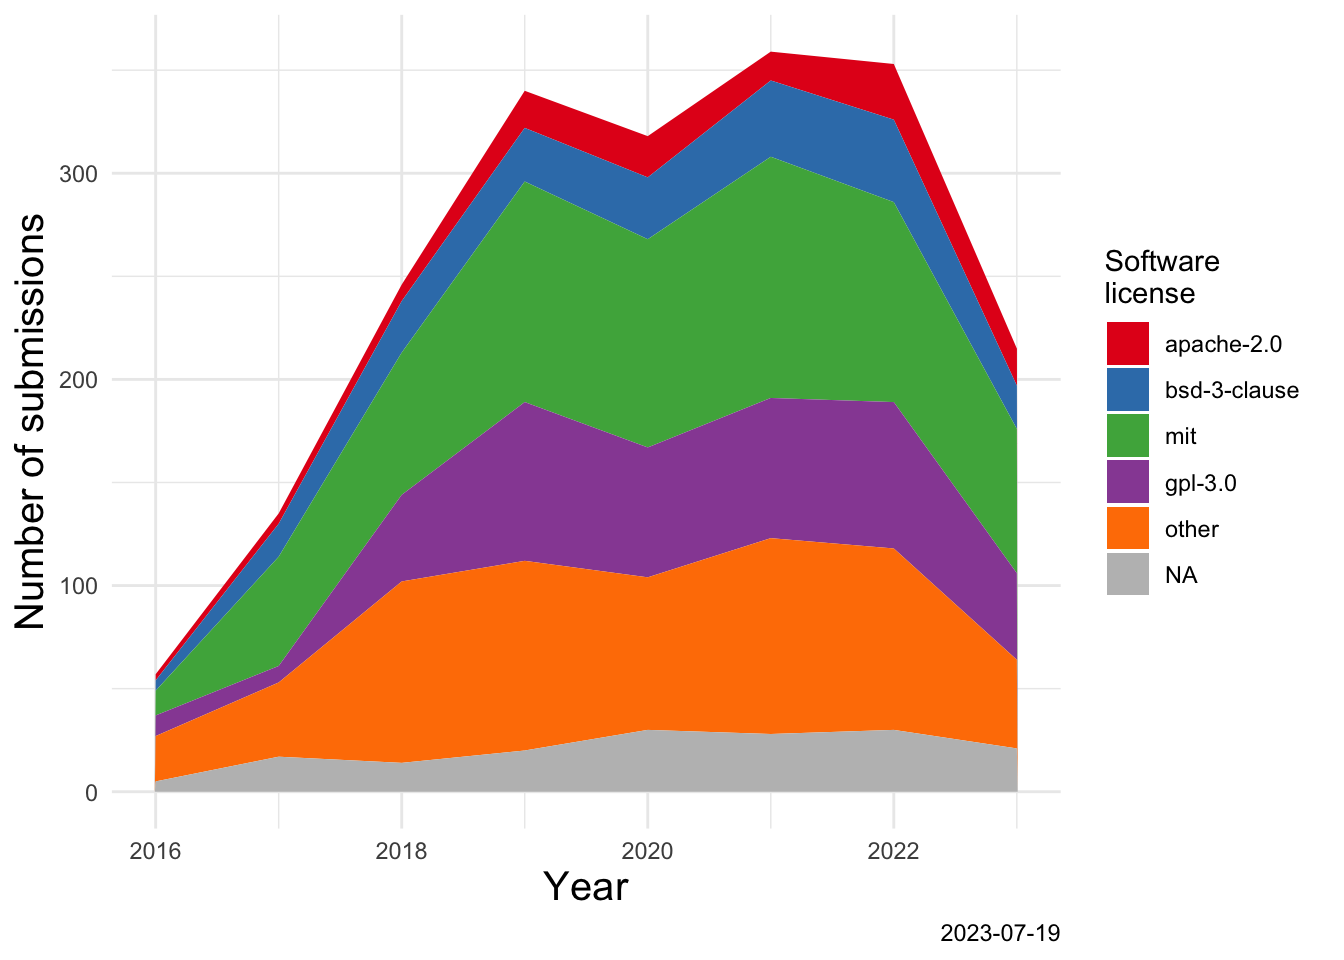 Number of submissions
300
200
100
0
2016
2018
2020
2022
Year
Software
license
apache-2.0
bsd-3-clause
mit
gpl-3.0
other
NA
2023-07-19